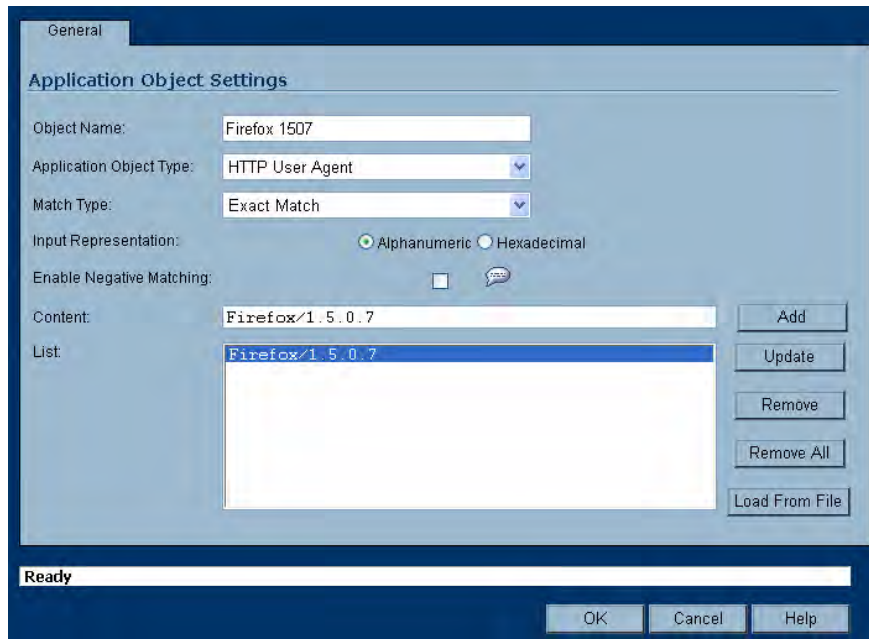 General
Application Object Settings
Object Name: Firefox 1507
Application Object Type: HTTP User Agent
Match Type: Exact Match
Input Representation: Alphanumeric Hexadecimal
Enable Negative Matching:
Content: Firefox/1.5.0.7 Add
List: Firefox/1.5.0.7 Update
Remove
Remove All
Load From File
Ready
OK Cancel Help